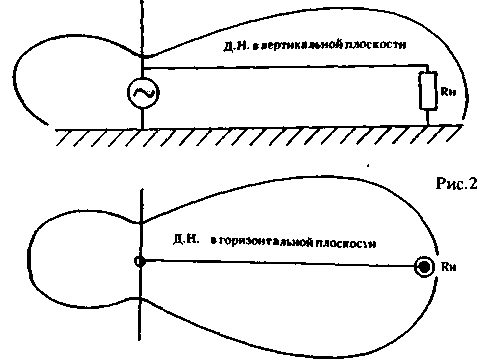 Д.Н. в вертикальной плоскости
Rн
Рис.2
Д.Н. в горизонтальной плоскости
Rн